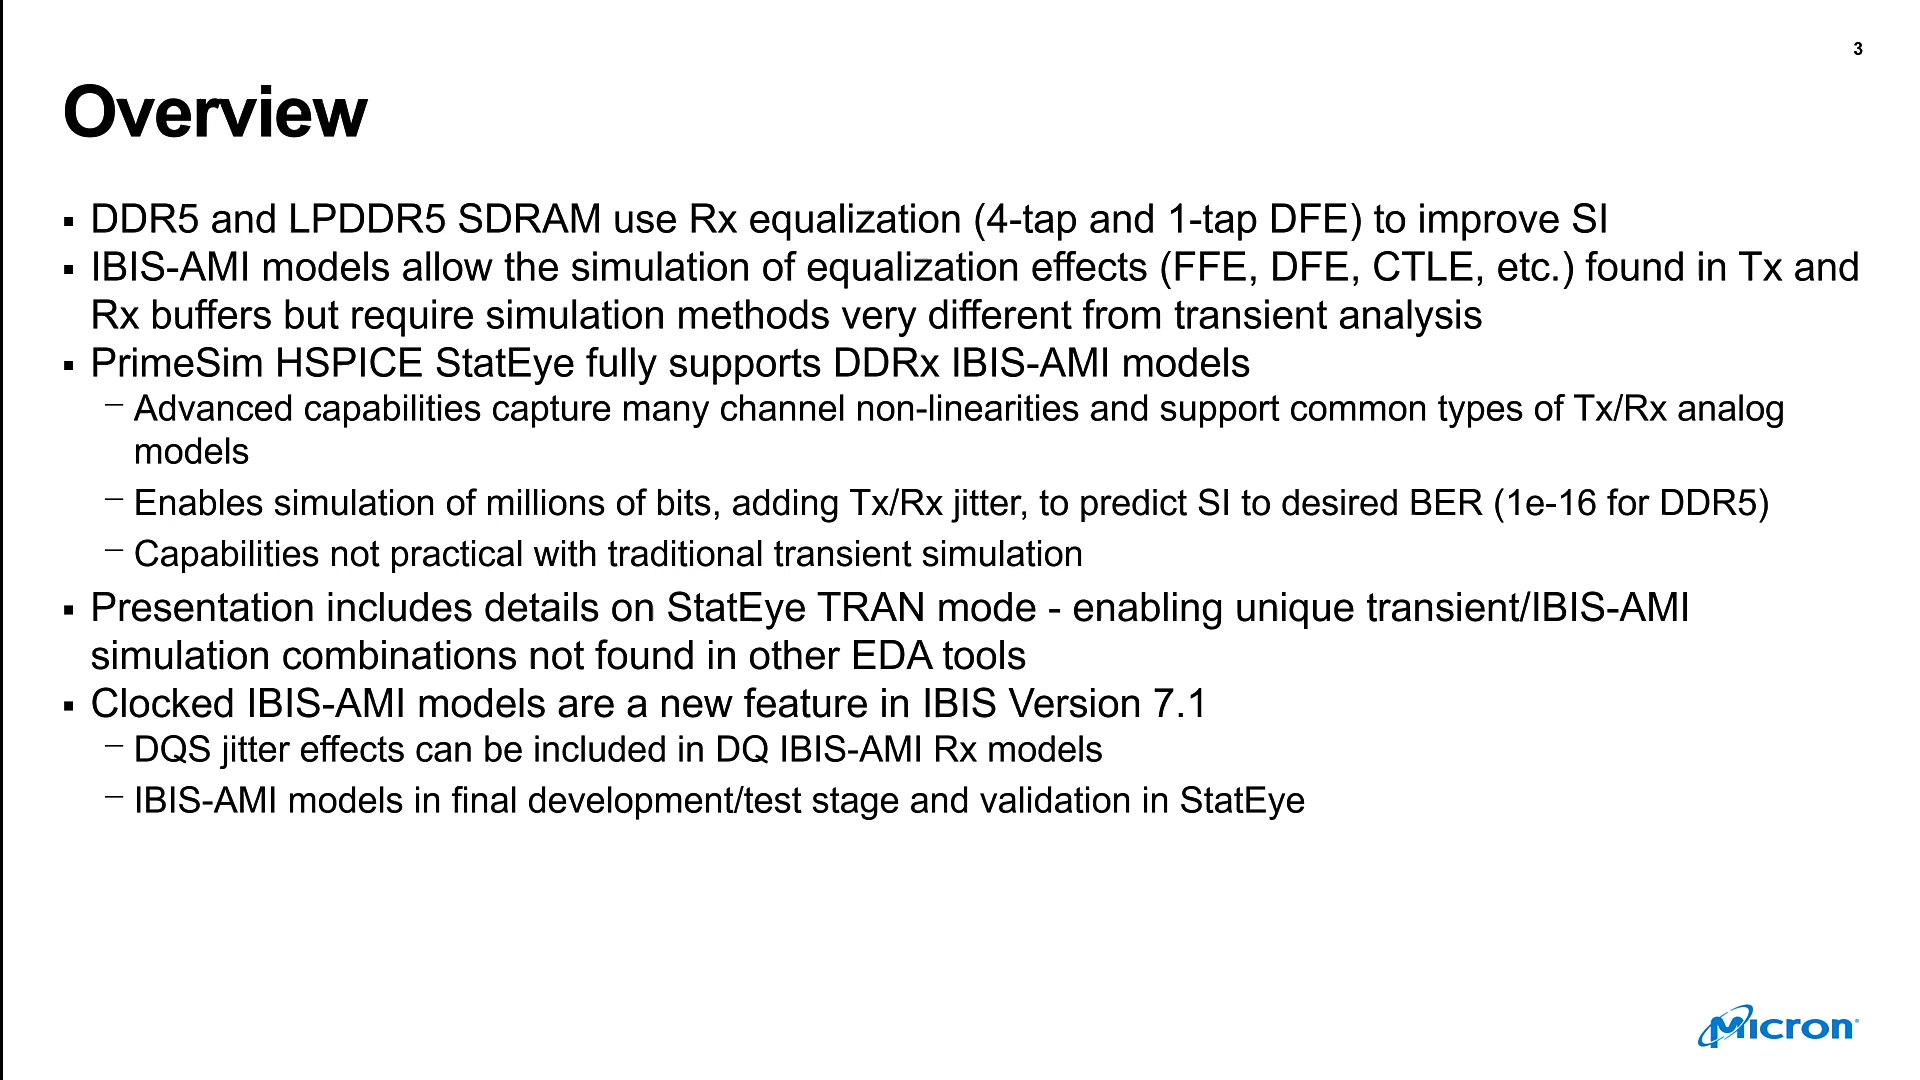 3
Overview
▪ DDR5 and LPDDR5 SDRAM use Rx equalization (4-tap and 1-tap DFE) to improve SI
▪ IBIS-AMI models allow the simulation of equalization effects (FFE, DFE, CTLE, etc.) found in Tx and
Rx buffers but require simulation methods very different from transient analysis
▪ PrimeSim HSPICE StatEye fully supports DDRx IBIS-AMI models
– Advanced capabilities capture many channel non-linearities and support common types of Tx/Rx analog
models
– Enables simulation of millions of bits, adding Tx/Rx jitter, to predict SI to desired BER (1e-16 for DDR5)
– Capabilities not practical with traditional transient simulation
▪ Presentation includes details on StatEye TRAN mode - enabling unique transient/IBIS-AMI
simulation combinations not found in other EDA tools
▪ Clocked IBIS-AMI models are a new feature in IBIS Version 7.1
– DQS jitter effects can be included in DQ IBIS-AMI Rx models
– IBIS-AMI models in final development/test stage and validation in StatEye
Micron